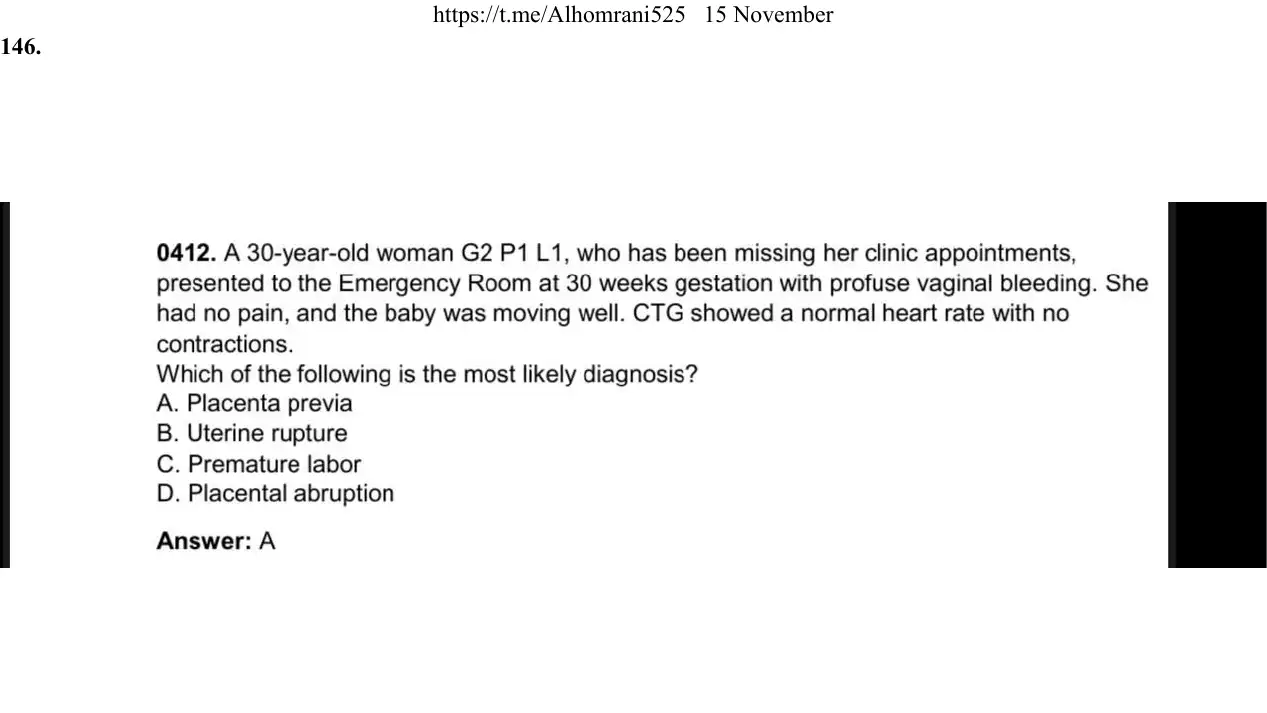 https://t.me/Alhomrani525 15 November
146.
0412. A 30-year-old woman G2 P1 L1, who has been missing her clinic appointments,
presented to the Emergency Room at 30 weeks gestation with profuse vaginal bleeding. She
had no pain, and the baby was moving well. CTG showed a normal heart rate with no
contractions.
Which of the following is the most likely diagnosis?
A. Placenta previa
B. Uterine rupture
C. Premature labor
D. Placental abruption
Answer: A